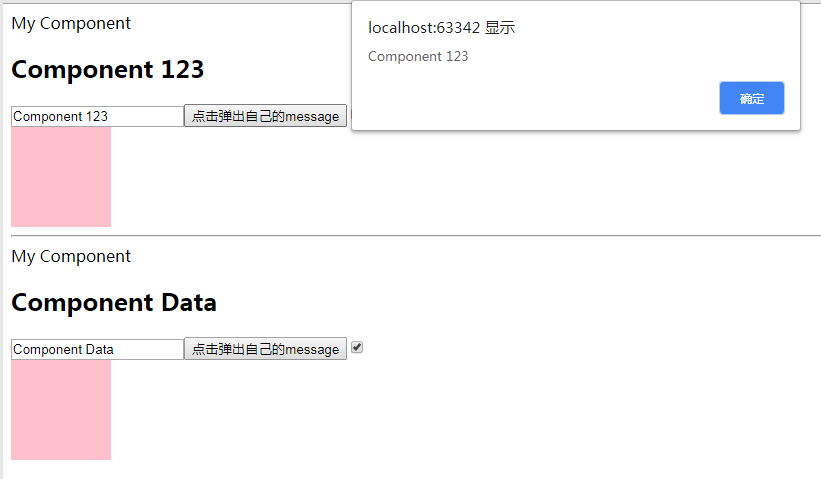 My Component
localhost:63342 显示
Component 123
Component 123
确定
Component 123
点击弹出自己的message
My Component
Component Data
Component Data
点击弹出自己的message